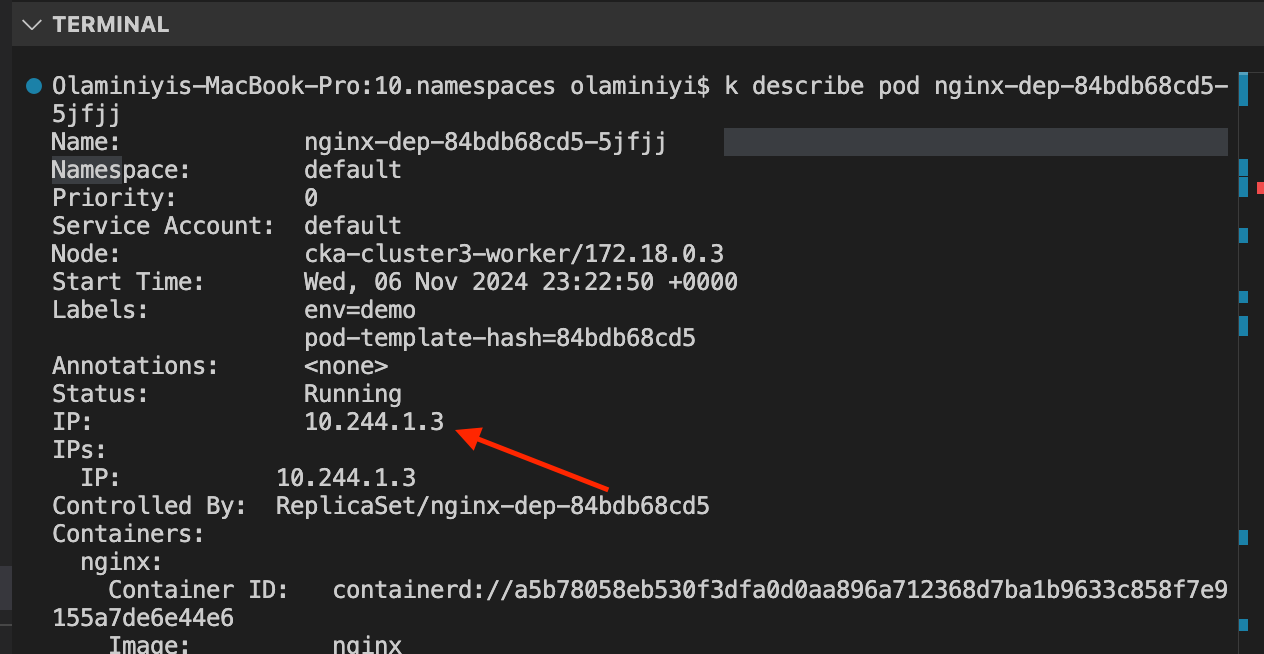 TERMINAL
Olaminiyis-MacBook-Pro:10.namespaces olaminiyi$ k describe pod nginx-dep-84bdb68cd5-
5jfjj
Name:             nginx-dep-84bdb68cd5-5jfjj
Namespace:        default
Priority:         0
Service Account:  default
Node:             cka-cluster3-worker/172.18.0.3
Start Time:       Wed, 06 Nov 2024 23:22:50 +0000
Labels:           env=demo
                  pod-template-hash=84bdb68cd5
Annotations:      <none>
Status:           Running
IP:               10.244.1.3
IPs:
  IP:           10.244.1.3
Controlled By:  ReplicaSet/nginx-dep-84bdb68cd5
Containers:
  nginx:
    Container ID:   containerd://a5b78058eb530f3dfa0d0aa896a712368d7ba1b9633c858f7e9
155a7de6e44e6
    Image:          nginx